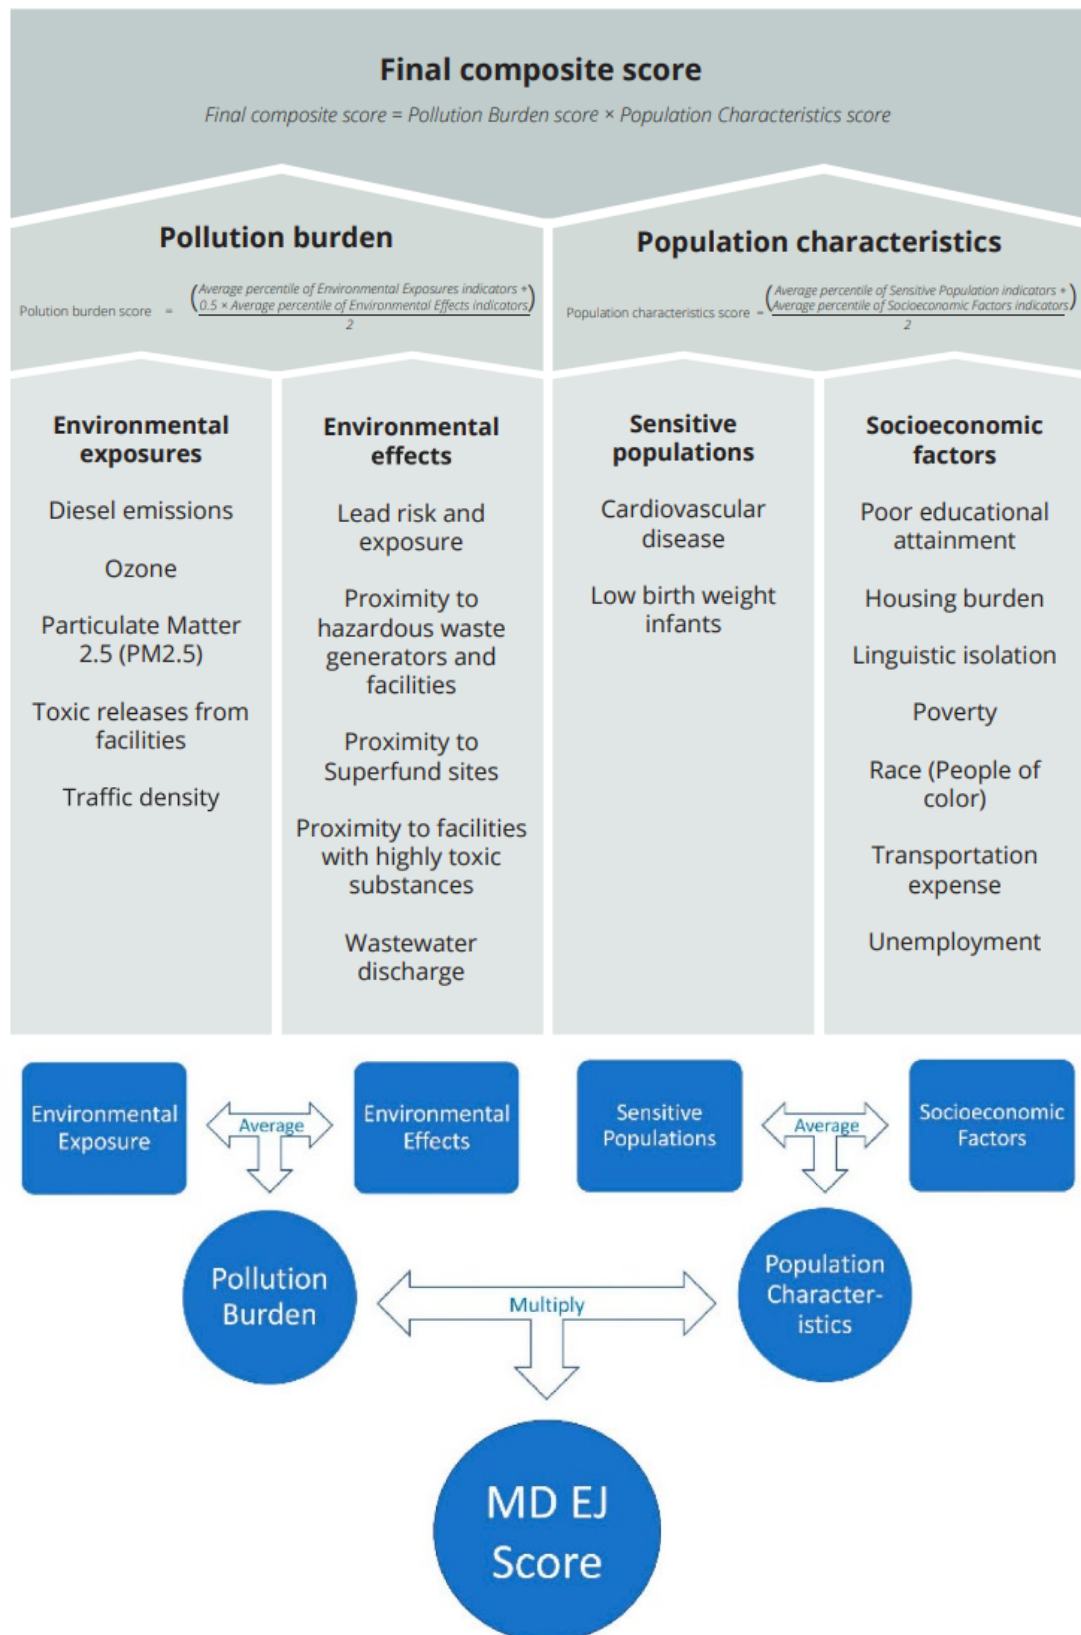 Final composite score
Final composite score = Pollution Burden score × Population Characteristics score
Pollution burden
Polution burden score = (Average percentile of Environmental Exposures indicators +
0.5 × Average percentile of Environmental Effects indicators)
2
Population characteristics
Population characteristics score = (Average percentile of Sensitive Population indicators +
Average percentile of Socioeconomic Factors indicators)
2
Environmental
exposures
Diesel emissions
Ozone
Particulate Matter
2.5 (PM2.5)
Toxic releases from
facilities
Traffic density
Environmental
effects
Lead risk and
exposure
Proximity to
hazardous waste
generators and
facilities
Proximity to
Superfund sites
Proximity to facilities
with highly toxic
substances
Wastewater
discharge
Sensitive
populations
Cardiovascular
disease
Low birth weight
infants
Socioeconomic
factors
Poor educational
attainment
Housing burden
Linguistic isolation
Poverty
Race (People of
color)
Transportation
expense
Unemployment
Environmental
Exposure
Average
Environmental
Effects
Sensitive
Populations
Average
Socioeconomic
Factors
Pollution
Burden
Multiply
Population
Character-
istics
MD EJ
Score